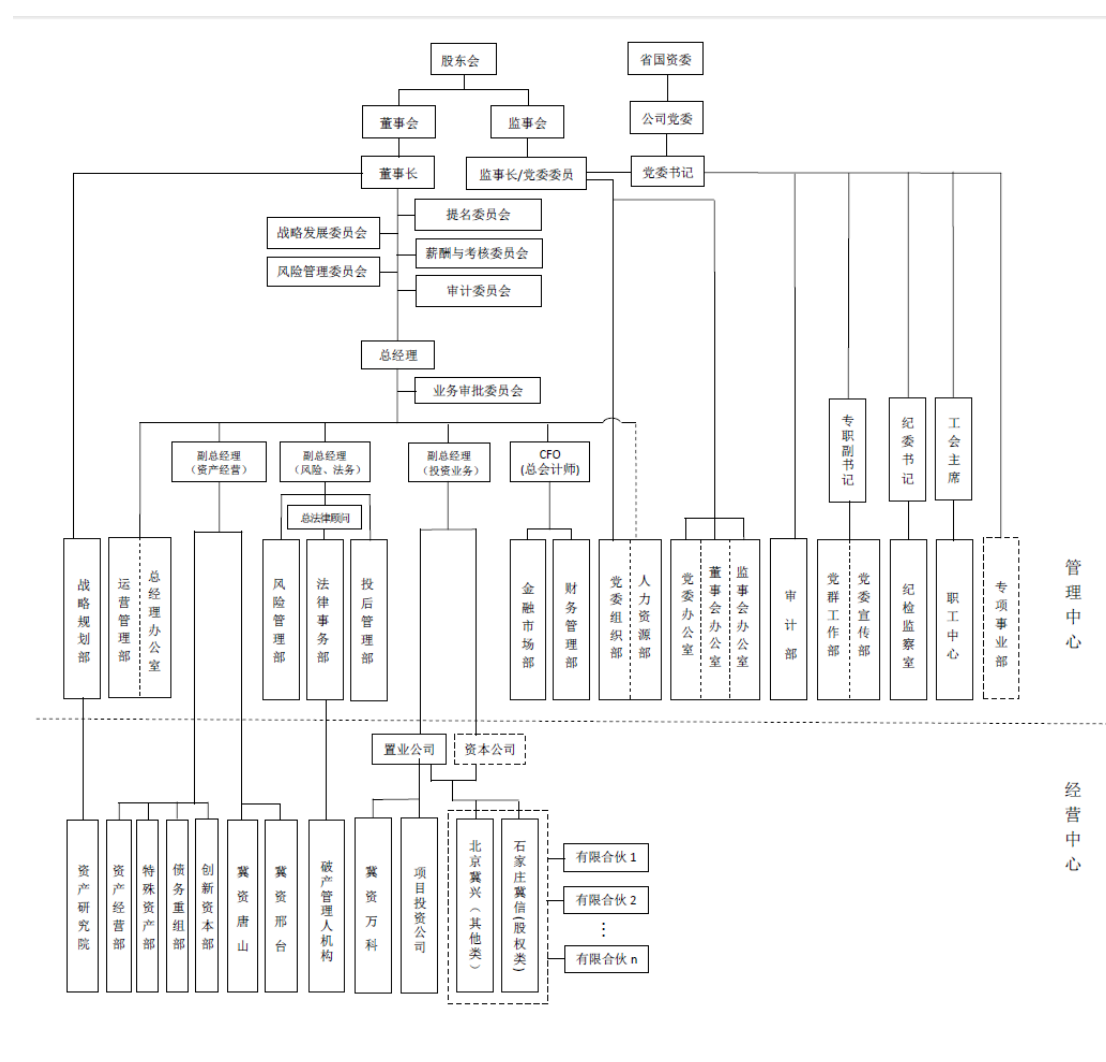 股东会
省国资委
董事会
监事会
公司党委
董事长
监事长/党委委员
党委书记
提名委员会
战略发展委员会
薪酬与考核委员会
风险管理委员会
审计委员会
总经理
业务审批委员会
副总经理
（资产经营）
副总经理
（风险、法务）
副总经理
（投资业务）
CFO
(总会计师)
专职副书记
纪委书记
工会主席
总法律顾问
战略规划部
运营管理部
总经理办公室
风险管理部
法律事务部
投后管理部
金融市场部
财务管理部
党委组织部
人力资源部
党委办公室
董事会办公室
监事会办公室
审计部
党群工作部
党委宣传部
纪检监察室
职工中心
专项事业部
管理中心
置业公司
资本公司
经营中心
资产研究院
资产经营部
特殊资产部
债务重组部
创新资本部
冀资唐山
冀资邢台
破产管理人机构
冀资万科
项目投资公司
北京冀兴（其他类）
石家庄冀信(股权类)
有限合伙 1
有限合伙 2
⋮
有限合伙 n